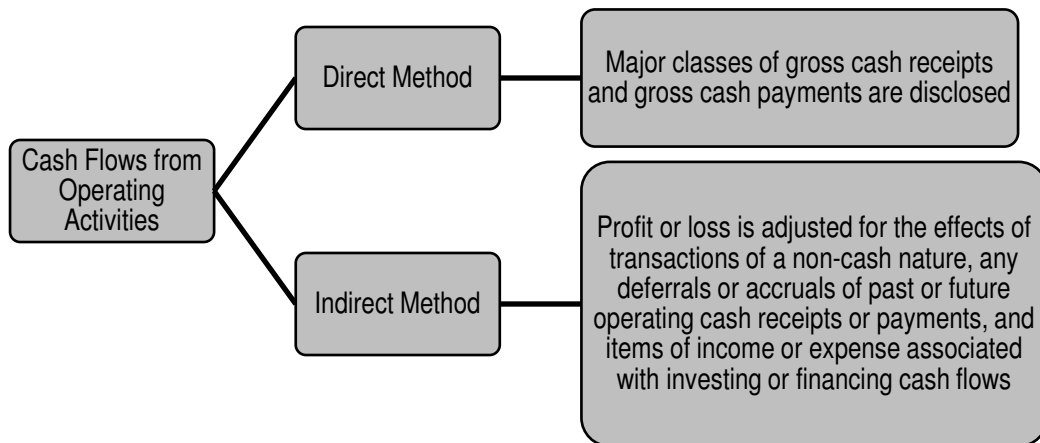 Cash Flows from
Operating
Activities
Direct Method
Major classes of gross cash receipts
and gross cash payments are disclosed
Indirect Method
Profit or loss is adjusted for the effects of
transactions of a non-cash nature, any
deferrals or accruals of past or future
operating cash receipts or payments, and
items of income or expense associated
with investing or financing cash flows